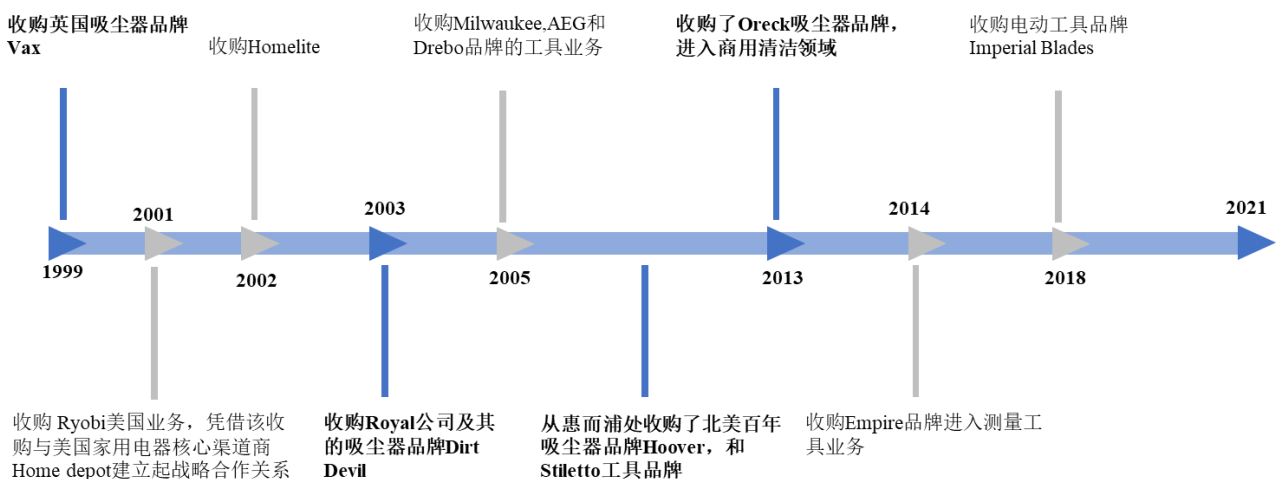 收购英国吸尘器品牌
Vax
收购Homelite
收购Milwaukee,AEG和
Drebo品牌的工具业务
收购了Oreck吸尘器品牌，
进入商用清洁领域
收购电动工具品牌
Imperial Blades
2001
2003
2014
2021
1999
2002
2005
2013
2018
收购 Ryobi美国业务，凭借该收
购与美国家用电器核心渠道商
Home depot建立起战略合作关系
收购Royal公司及其
的吸尘器品牌Dirt
Devil
从惠而浦处收购了北美百年
吸尘器品牌Hoover，和
Stiletto工具品牌
收购Empire品牌进入测量工
具业务